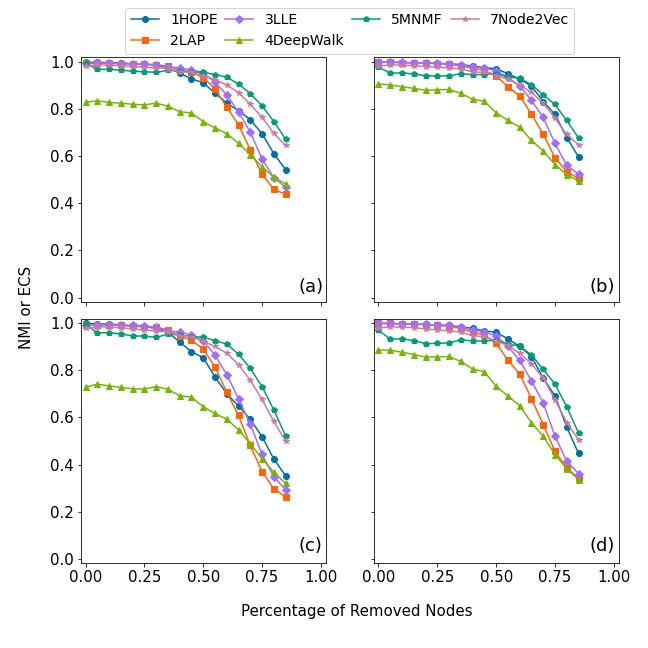 1HOPE 3LLE 5MNMF 7Node2Vec
2LAP 4DeepWalk
1.0
0.8
0.6
0.4
0.2
0.0
(a) (b)
NMI or ECS
1.0
0.8
0.6
0.4
0.2
0.0
(c) (d)
0.00 0.25 0.50 0.75 1.00 0.00 0.25 0.50 0.75 1.00
Percentage of Removed Nodes